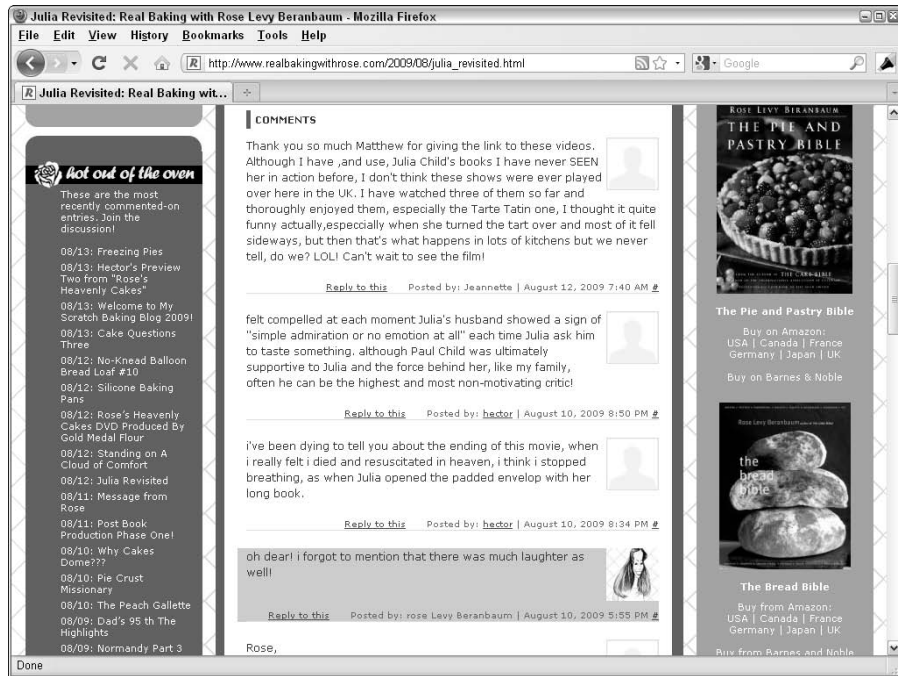 Julia Revisited: Real Baking with Rose Levy Beranbaum - Mozilla Firefox
File Edit View History Bookmarks Tools Help
http://www.realbakingwithrose.com/2009/08/julia_revisited.html
Google
Julia Revisited: Real Baking wit...
hot out of the oven
These are the most
recently commented-on
entries. Join the
discussion!
08/13: Freezing Pies
08/13: Hector's Preview
Two from "Rose's
Heavenly Cakes"
08/13: Welcome to My
Scratch Baking Blog 2009!
08/13: Cake Questions
Three
08/12: No-Knead Balloon
Bread Loaf #10
08/12: Silicone Baking
Pans
08/12: Rose's Heavenly
Cakes DVD Produced By
Gold Medal Flour
08/12: Standing on A
Cloud of Comfort
08/12: Julia Revisited
08/11: Message from
Rose
08/11: Post Book
Production Phase One!
08/10: Why Cakes
Dome???
08/10: Pie Crust
Missionary
08/10: The Peach Gallette
08/09: Dad's 95 th The
Highlights
08/09: Normandy Part 3
COMMENTS
Thank you so much Matthew for giving the link to these videos.
Although I have ,and use, Julia Child's books I have never SEEN
her in action before, I don't think these shows were ever played
over here in the UK. I have watched three of them so far and
thoroughly enjoyed them, especially the Tarte Tatin one, I thought it quite
funny actually,especcially when she turned the tart over and most of it fell
sideways, but then that's what happens in lots of kitchens but we never
tell, do we? LOL! Can't wait to see the film!
Reply to this Posted by: Jeannette | August 12, 2009 7:40 AM #
felt compelled at each moment Julia's husband showed a sign of
"simple admiration or no emotion at all" each time Julia ask him
to taste something. although Paul Child was ultimately
supportive to Julia and the force behind her, like my family,
often he can be the highest and most non-motivating critic!
Reply to this Posted by: hector | August 10, 2009 8:50 PM #
i've been dying to tell you about the ending of this movie, when
i really felt i died and resuscitated in heaven, i think i stopped
breathing, as when Julia opened the padded envelop with her
long book.
Reply to this Posted by: hector | August 10, 2009 8:34 PM #
oh dear! i forgot to mention that there was much laughter as
well!
Reply to this Posted by: rose Levy Beranbaum | August 10, 2009 5:55 PM #
Rose,
ROSE LEVY BERANBAUM
THE PIE AND
PASTRY BIBLE
FROM THE AUTHOR OF THE CAKE BIBLE
The Pie and Pastry Bible
Buy on Amazon:
USA | Canada | France
Germany | Japan | UK
Buy on Barnes & Noble
Rose Levy Beranbaum
the
bread
bible
The Bread Bible
Buy from Amazon:
USA | Canada | France
Germany | Japan | UK
Buy from Barnes and Noble
Done